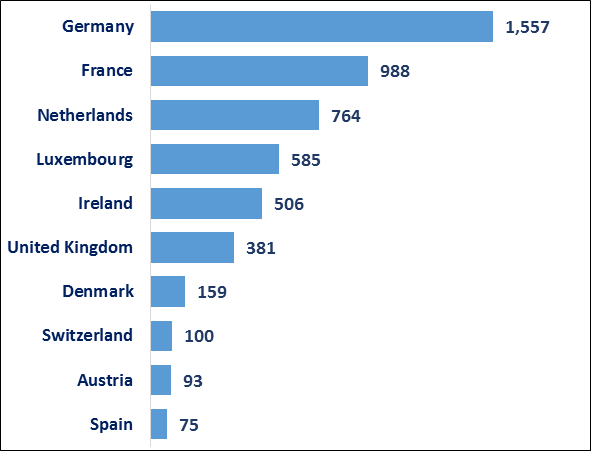 Germany 1,557
France 988
Netherlands 764
Luxembourg 585
Ireland 506
United Kingdom 381
Denmark 159
Switzerland 100
Austria 93
Spain 75